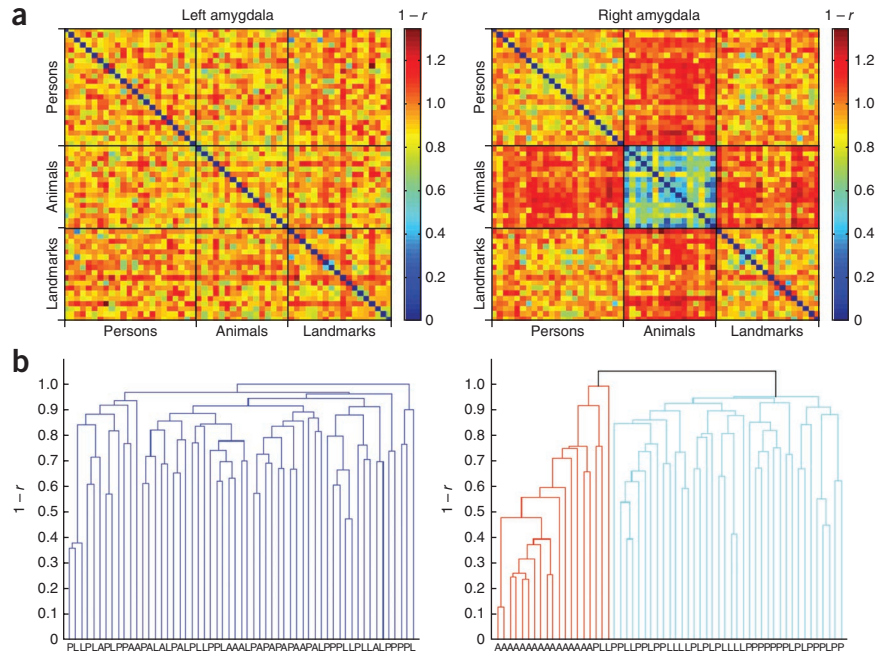 a
Left amygdala
1 – r
Right amygdala
1 – r
Persons
Animals
Landmarks
1.2
1.0
0.8
0.6
0.4
0.2
0
Persons
Animals
Landmarks
1.2
1.0
0.8
0.6
0.4
0.2
0
Persons Animals Landmarks
Persons Animals Landmarks
b
1 – r
1.0
0.9
0.8
0.7
0.6
0.5
0.4
0.3
0.2
0.1
0
1 – r
1.0
0.9
0.8
0.7
0.6
0.5
0.4
0.3
0.2
0.1
0